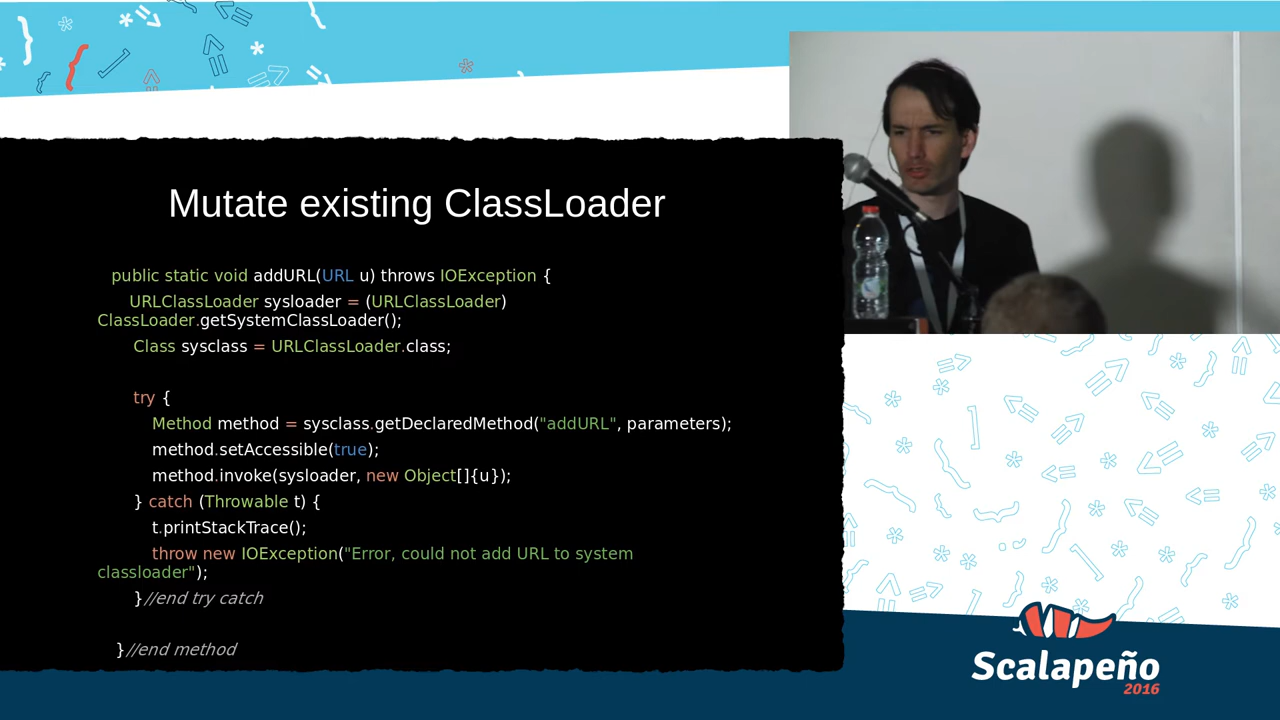 Mutate existing ClassLoader
public static void addURL(URL u) throws IOException {
URLClassLoader sysloader = (URLClassLoader)
ClassLoader.getSystemClassLoader();
Class sysclass = URLClassLoader.class;
try {
Method method = sysclass.getDeclaredMethod("addURL", parameters);
method.setAccessible(true);
method.invoke(sysloader, new Object[]{u});
} catch (Throwable t) {
t.printStackTrace();
throw new IOException("Error, could not add URL to system
classloader");
}//end try catch
}//end method
Scalapeño
2016